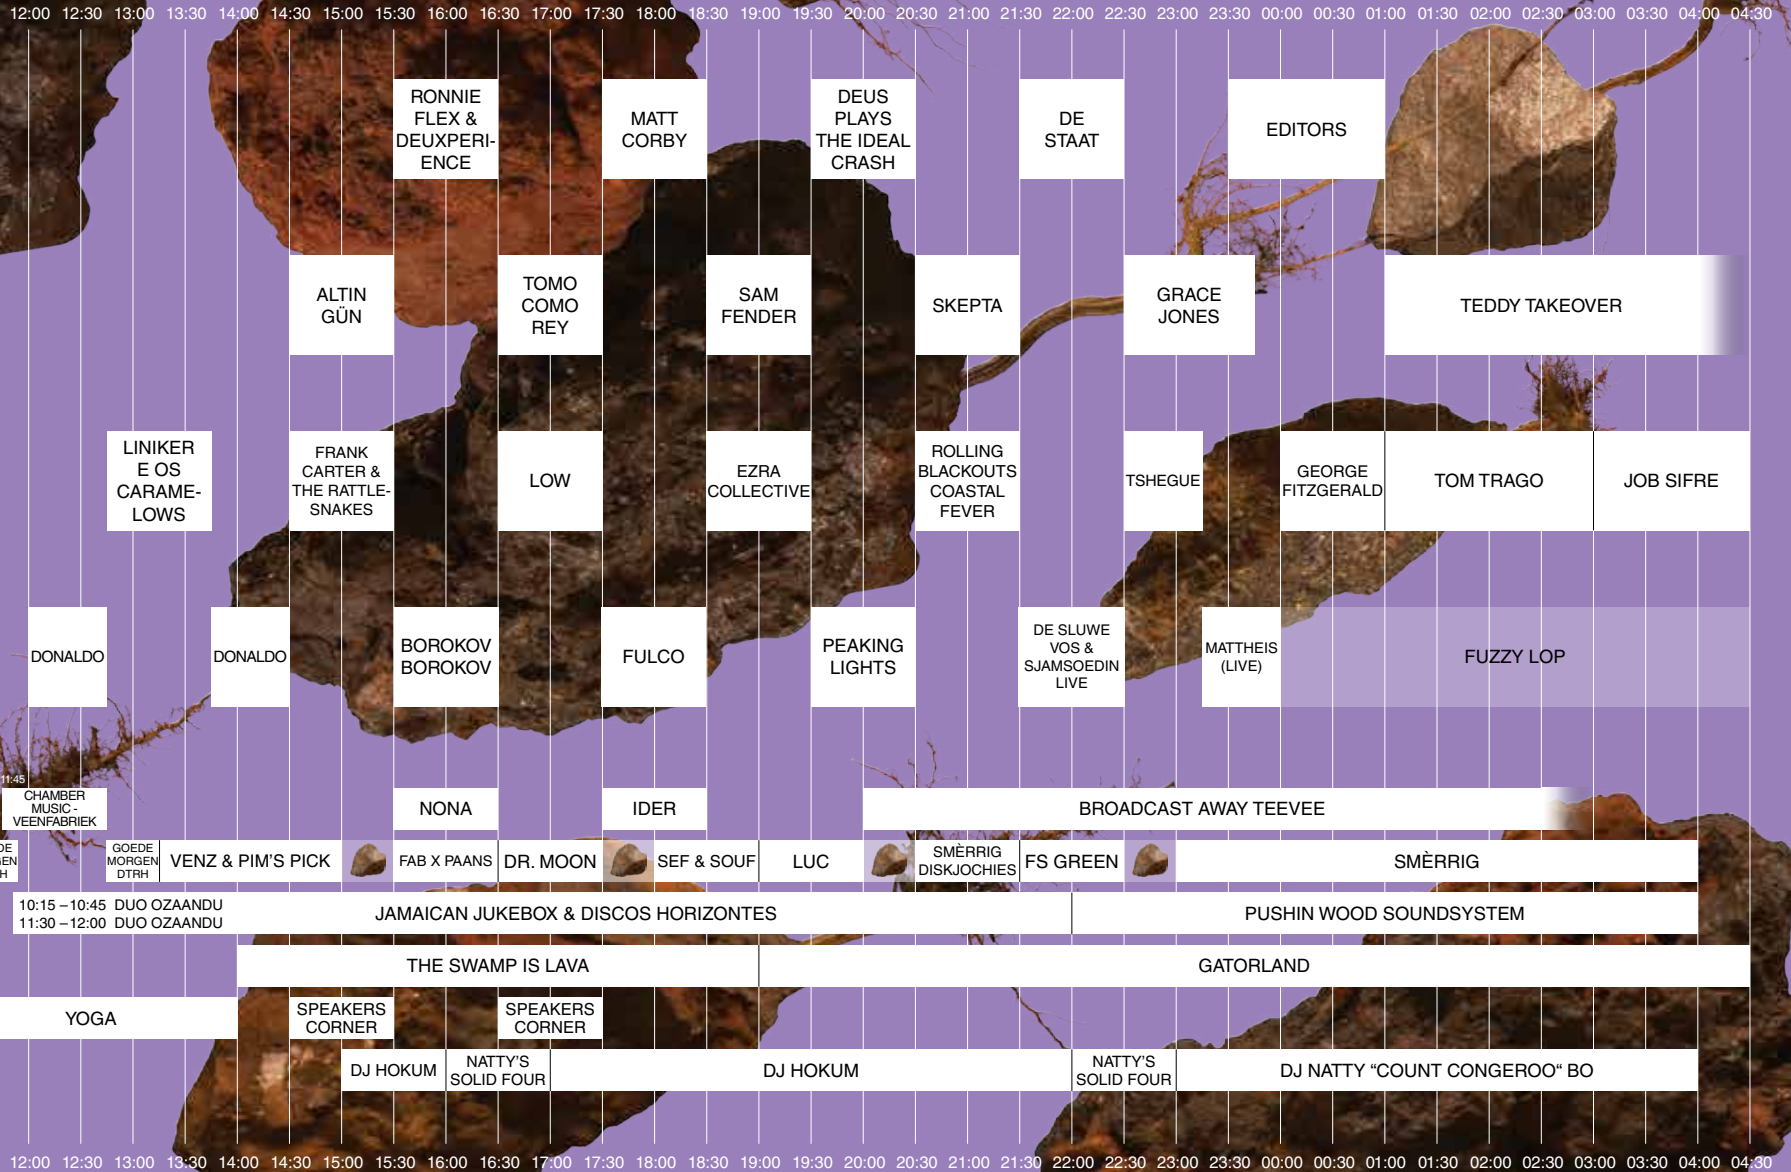 12:00 12:30 13:00 13:30 14:00 14:30 15:00 15:30 16:00 16:30 17:00 17:30 18:00 18:30 19:00 19:30 20:00 20:30 21:00 21:30 22:00 22:30 23:00 23:30 00:00 00:30 01:00 01:30 02:00 02:30 03:00 03:30 04:00 04:30
RONNIE
FLEX &
DEUXPERI-
ENCE
MATT
CORBY
DEUS
PLAYS
THE IDEAL
CRASH
DE
STAAT
EDITORS
ALTIN
GÜN
TOMO
COMO
REY
SAM
FENDER
SKEPTA
GRACE
JONES
TEDDY TAKEOVER
LINIKER
E OS
CARAME-
LOWS
FRANK
CARTER &
THE RATTLE-
SNAKES
LOW
EZRA
COLLECTIVE
ROLLING
BLACKOUTS
COASTAL
FEVER
TSHEGUE
GEORGE
FITZGERALD
TOM TRAGO
JOB SIFRE
DONALDO
DONALDO
BOROKOV
BOROKOV
FULCO
PEAKING
LIGHTS
DE SLUWE
VOS &
SJAMSOEDIN
LIVE
MATTHEIS
(LIVE)
FUZZY LOP
11:45
CHAMBER
MUSIC -
VEENFABRIEK
NONA
IDER
BROADCAST AWAY TEEVEE
DE
EN
H
GOEDE
MORGEN
DTRH
VENZ & PIM'S PICK
FAB X PAANS
DR. MOON
SEF & SOUF
LUC
SMÈRRIG
DISKJOCHIES
FS GREEN
SMÈRRIG
10:15 – 10:45 DUO OZAANDU
11:30 – 12:00 DUO OZAANDU
JAMAICAN JUKEBOX & DISCOS HORIZONTES
PUSHIN WOOD SOUNDSYSTEM
THE SWAMP IS LAVA
GATORLAND
YOGA
SPEAKERS
CORNER
SPEAKERS
CORNER
DJ HOKUM
NATTY'S
SOLID FOUR
DJ HOKUM
NATTY'S
SOLID FOUR
DJ NATTY “COUNT CONGEROO“ BO
12:00 12:30 13:00 13:30 14:00 14:30 15:00 15:30 16:00 16:30 17:00 17:30 18:00 18:30 19:00 19:30 20:00 20:30 21:00 21:30 22:00 22:30 23:00 23:30 00:00 00:30 01:00 01:30 02:00 02:30 03:00 03:30 04:00 04:30